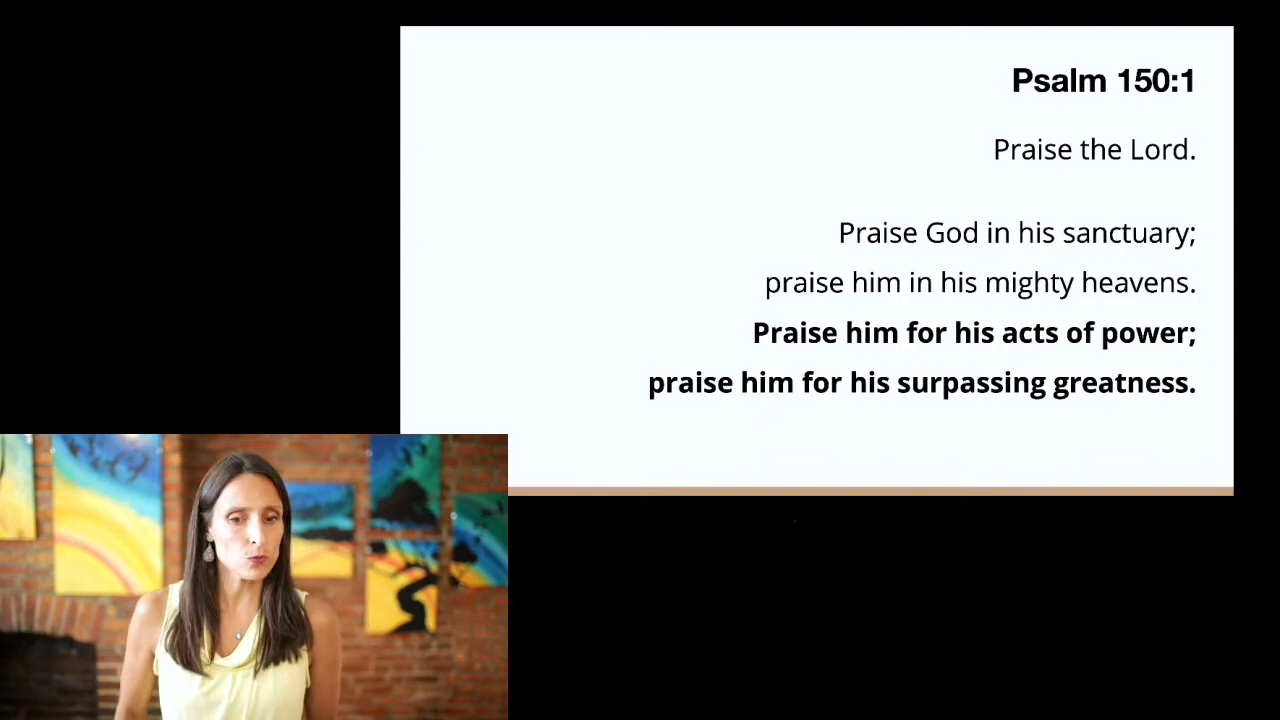 Psalm 150:1
Praise the Lord.
Praise God in his sanctuary;
praise him in his mighty heavens.
Praise him for his acts of power;
praise him for his surpassing greatness.